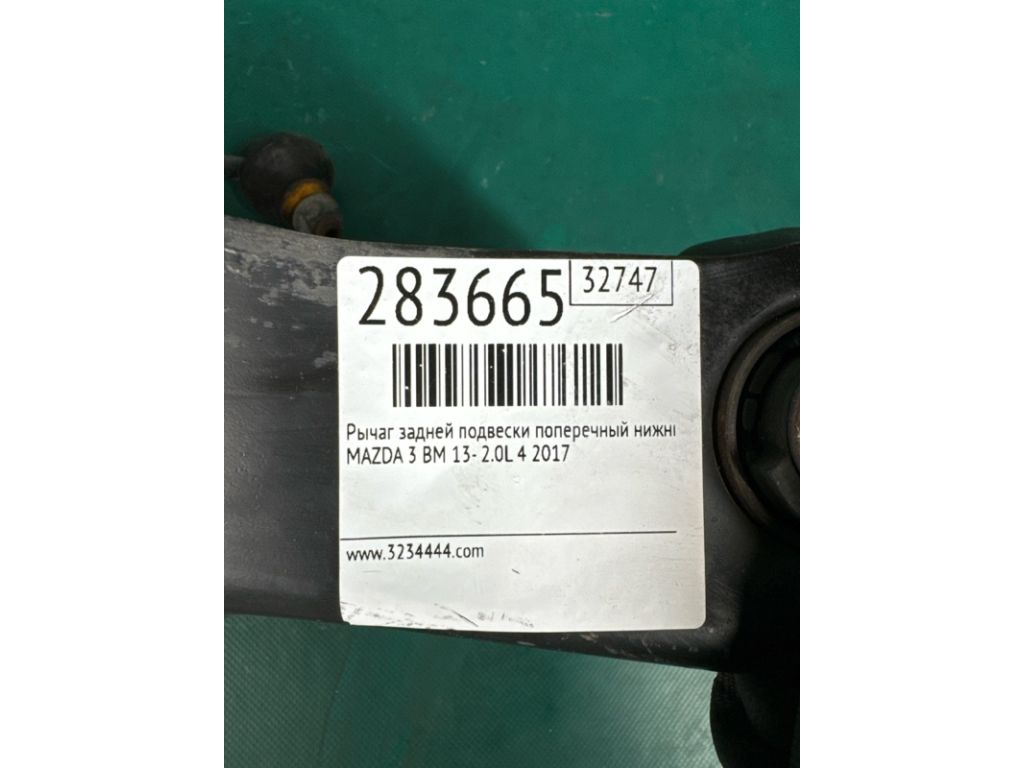 283665
32747
Рычаг задней подвески поперечный нижні
MAZDA 3 BM 13- 2.0L 4 2017
www.3234444.com